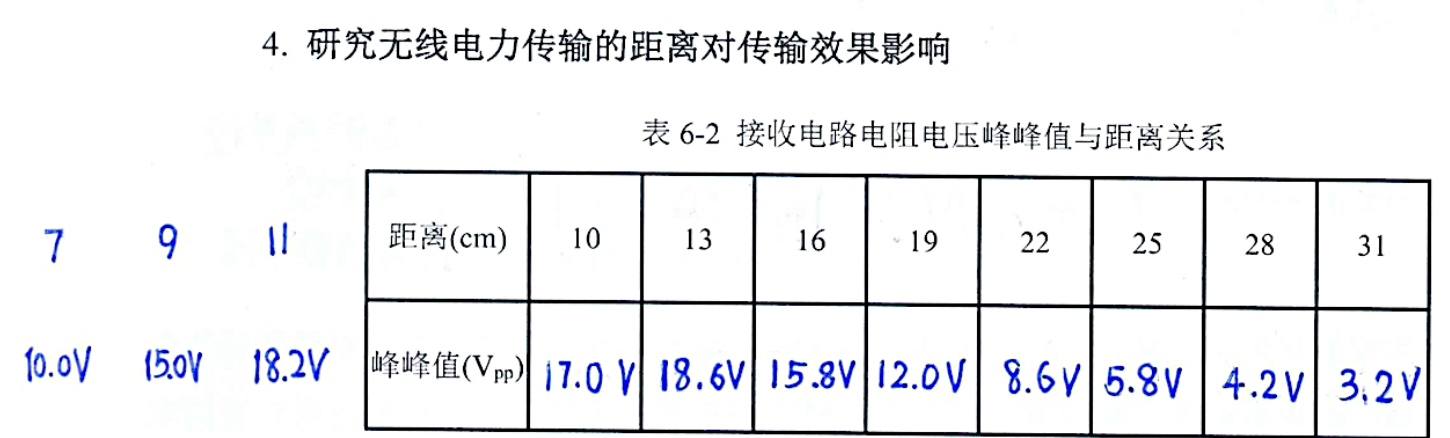 4. 研究无线电力传输的距离对传输效果影响
表 6-2 接收电路电阻电压峰峰值与距离关系
7 9 11 距离(cm) 10 13 16 19 22 25 28 31
10.0V 15.0V 18.2V 峰峰值(Vpp) 17.0 V 18.6V 15.8V 12.0V 8.6V 5.8V 4.2V 3.2V